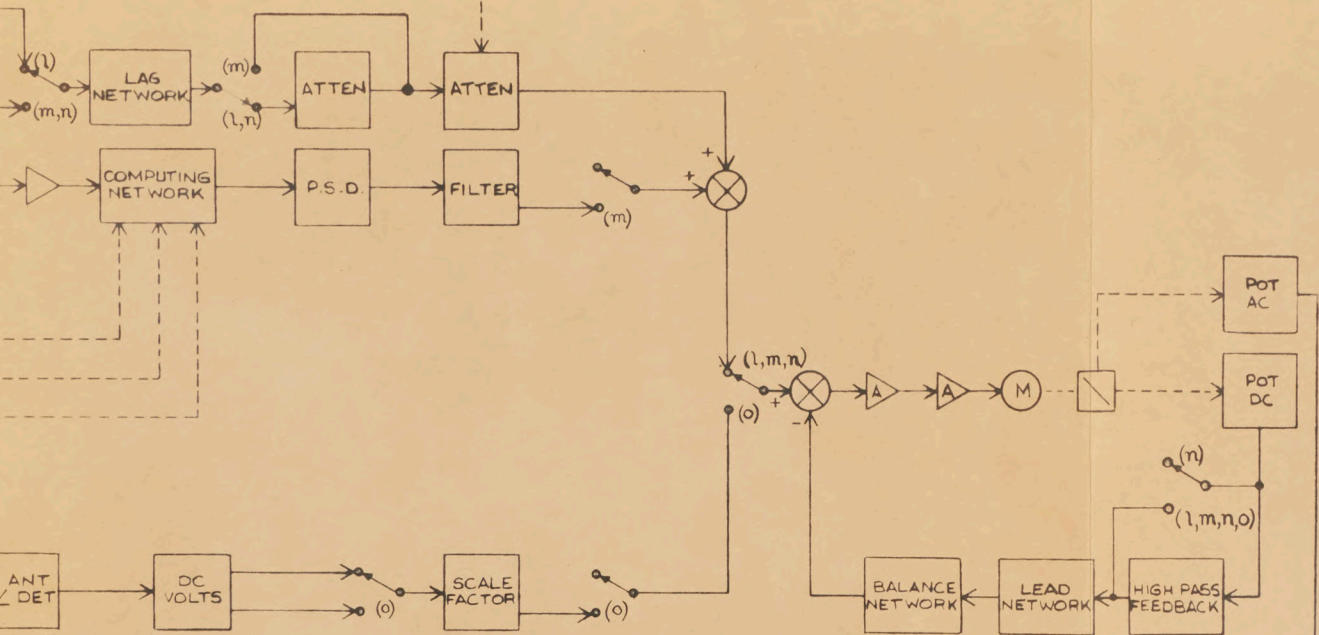 (l)
LAG
NETWORK
(m,n)
(m)
(l,n)
ATTEN
ATTEN
+
+
COMPUTING
NETWORK
P.S.D.
FILTER
(m)
POT
AC
(l,m,n)
+
-
A
A
M
POT
DC
(o)
(n)
(l,m,n,o)
ANT
DET
DC
VOLTS
(o)
SCALE
FACTOR
(o)
BALANCE
NETWORK
LEAD
NETWORK
HIGH PASS
FEEDBACK